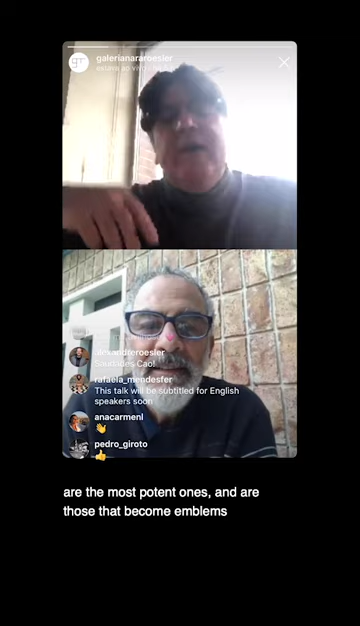 galerianararoesler
alexandreroesler
rafaela_mendesfer
This talk will be subtitled for English
speakers soon
anacarmenl
pedro_giroto
are the most potent ones, and are
those that become emblems